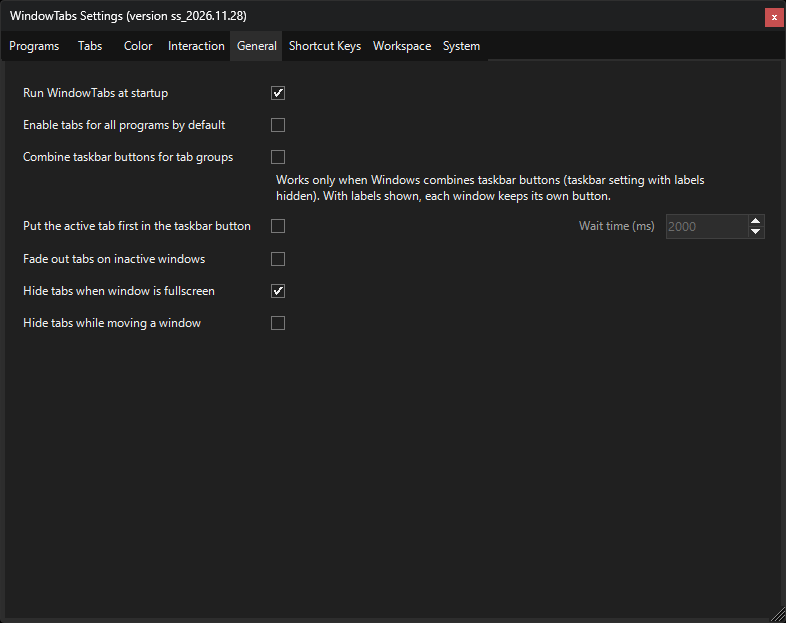 WindowTabs Settings (version ss_2026.11.28)
x
Programs Tabs Color Interaction General Shortcut Keys Workspace System
Run WindowTabs at startup
Enable tabs for all programs by default
Combine taskbar buttons for tab groups
Works only when Windows combines taskbar buttons (taskbar setting with labels
hidden). With labels shown, each window keeps its own button.
Put the active tab first in the taskbar button Wait time (ms) 2000
Fade out tabs on inactive windows
Hide tabs when window is fullscreen
Hide tabs while moving a window